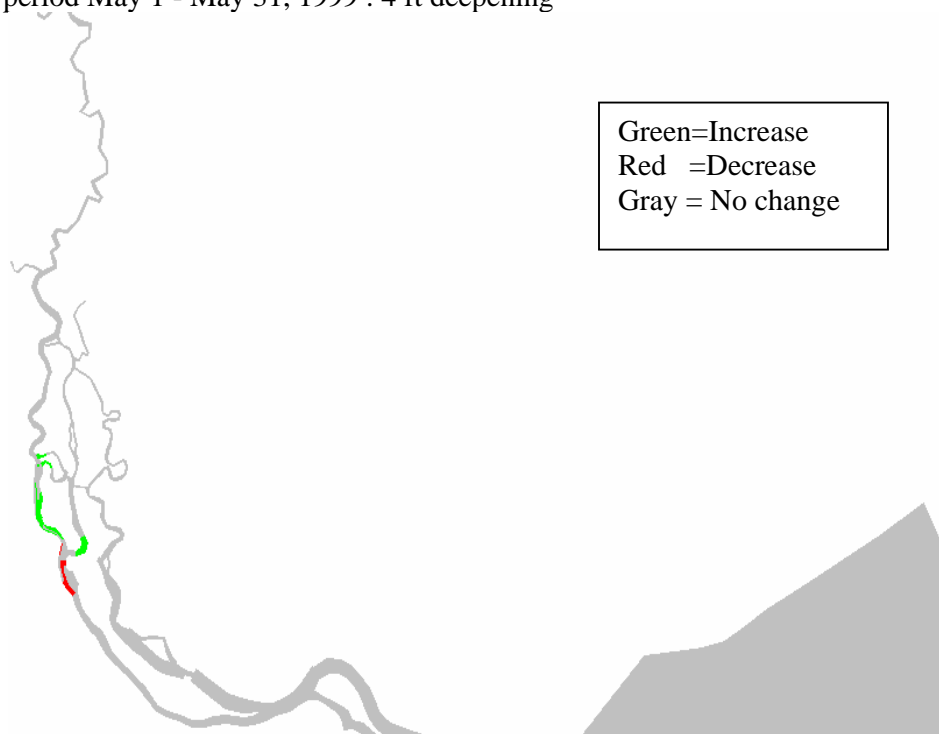 period May 1 - May 31, 1999 : 4 ft deepening
Green=Increase
Red =Decrease
Gray = No change